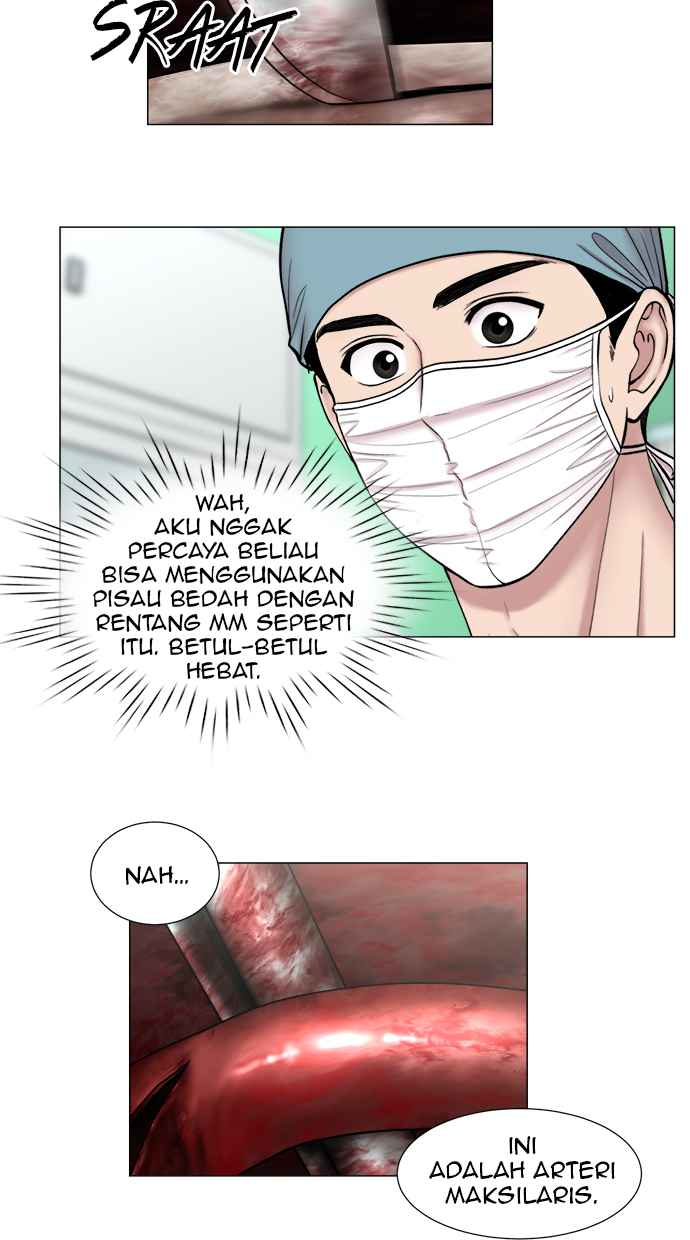 SRAAT
WAH,
AKU NGGAK
PERCAYA BELIAU
BISA MENGGUNAKAN
PISAU BEDAH DENGAN
RENTANG MM SEPERTI
ITU. BETUL-BETUL
HEBAT.
NAH...
INI
ADALAH ARTERI
MAKSILARIS.